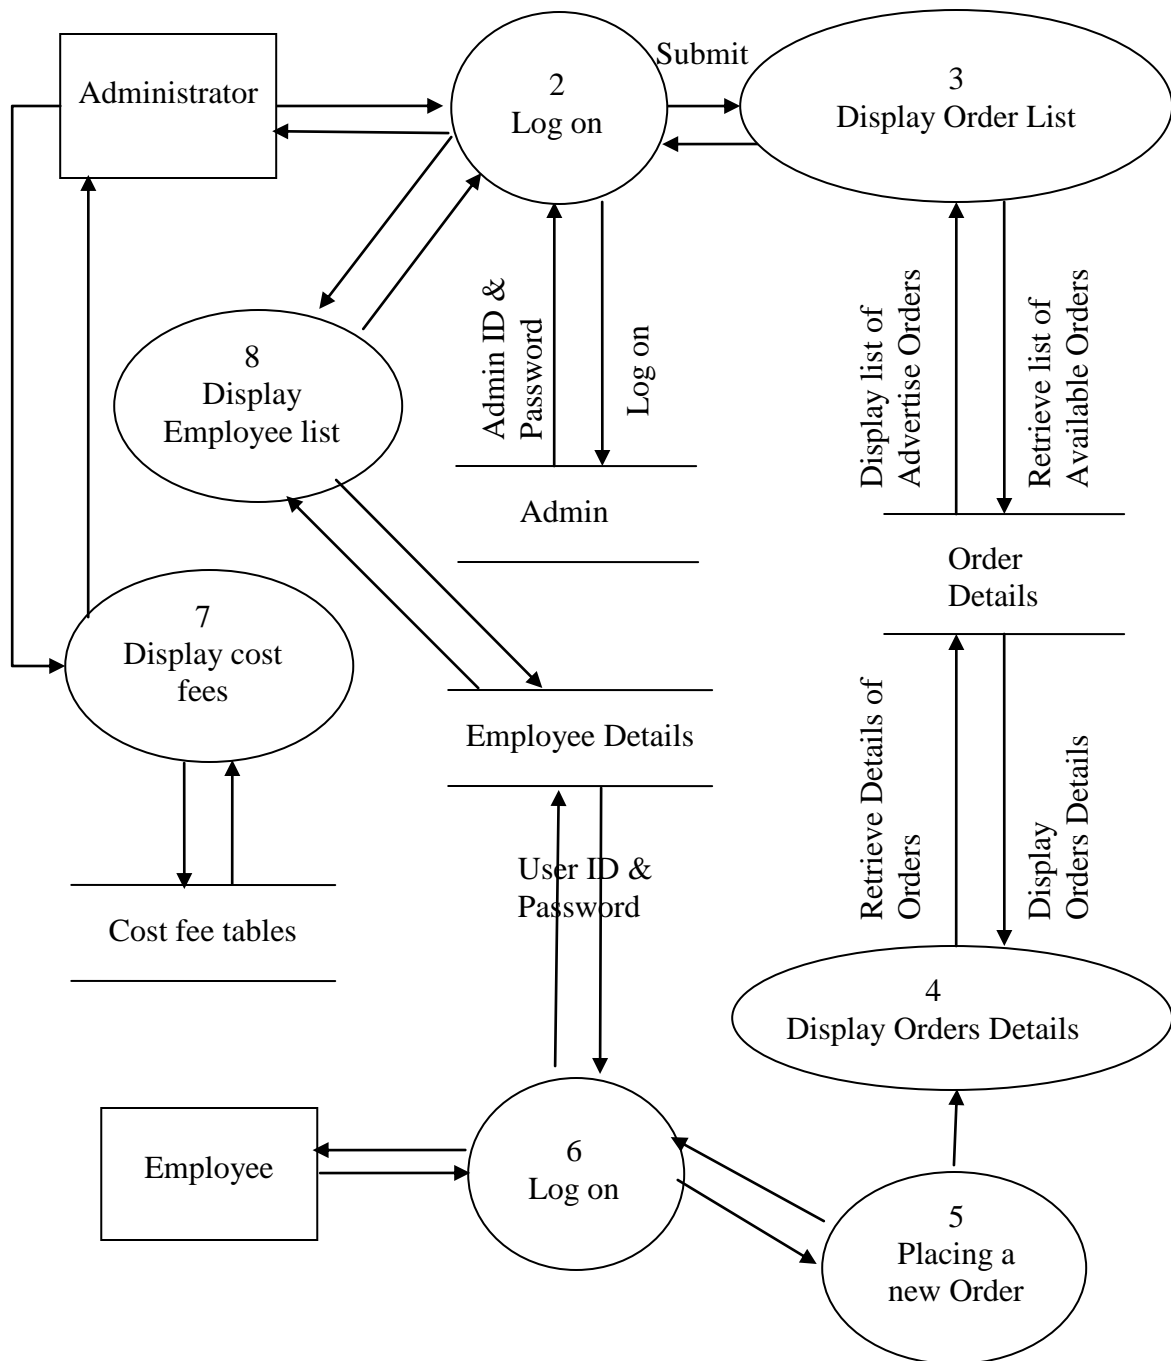 Administrator
2
Log on
Submit
3
Display Order List
8
Display
Employee list
Admin ID &
Password
Log on
Display list of
Advertise Orders
Retrieve list of
Available Orders
Admin
Order
Details
7
Display cost
fees
Employee Details
Retrieve Details of
Orders
Display
Orders Details
User ID &
Password
Cost fee tables
4
Display Orders Details
Employee
6
Log on
5
Placing a
new Order